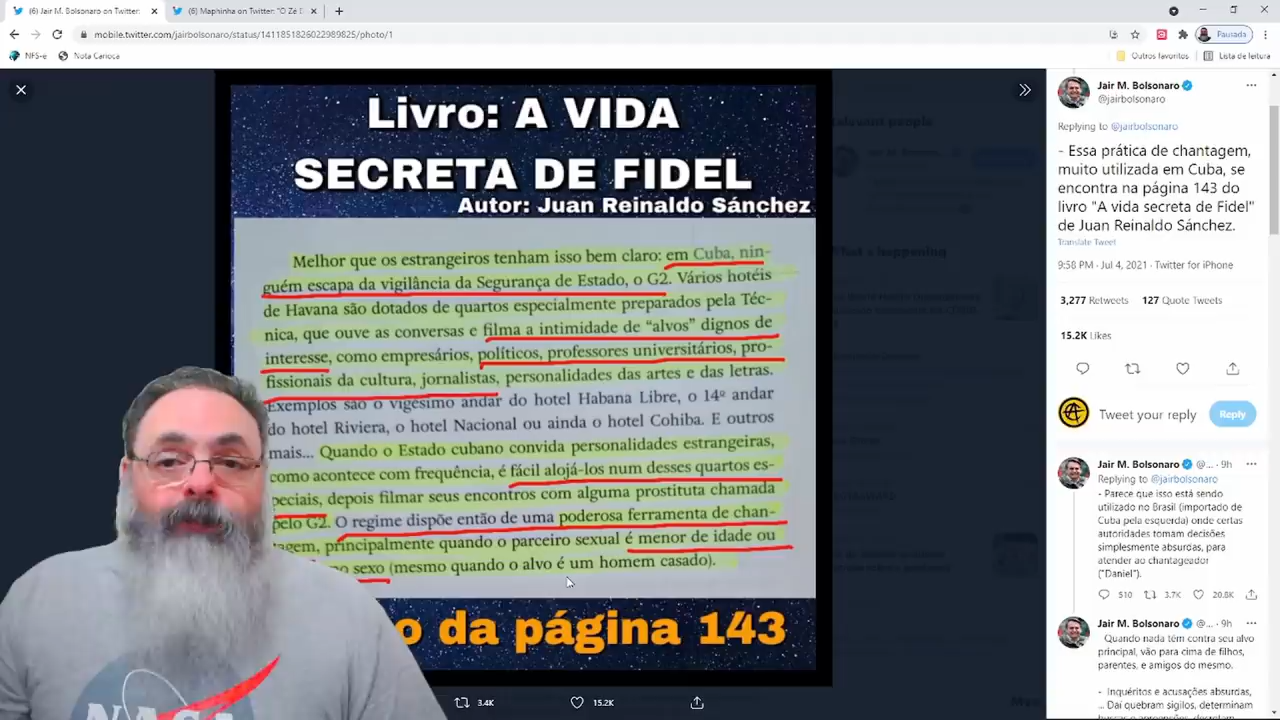 (6) Jair M. Bolsonaro on Twitter:
(6) Maphinha on Twitter: "O Zé D
mobile.twitter.com/jairbolsonaro/status/1411851826022989825/photo/1
Pausada
NFS-e
Nota Carioca
Outros favoritos
Lista de leitura
Livro: A VIDA
SECRETA DE FIDEL
Autor: Juan Reinaldo Sánchez
Melhor que os estrangeiros tenham isso bem claro: em Cuba, nin-
guém escapa da vigilância da Segurança de Estado, o G2. Vários hotéis
de Havana são dotados de quartos especialmente preparados pela Téc-
nica, que ouve as conversas e filma a intimidade de "alvos" dignos de
interesse, como empresários, políticos, professores universitários, pro-
fissionais da cultura, jornalistas, personalidades das artes e das letras.
Exemplos são o vigésimo andar do hotel Habana Libre, o 14º andar
do hotel Riviera, o hotel Nacional ou ainda o hotel Cohiba. E outros
mais... Quando o Estado cubano convida personalidades estrangeiras,
como acontece com frequência, é fácil alojá-los num desses quartos es-
peciais, depois filmar seus encontros com alguma prostituta chamada
pelo G2. O regime dispõe então de uma poderosa ferramenta de chan-
tagem, principalmente quando o parceiro sexual é menor de idade ou
sexo (mesmo quando o alvo é um homem casado).
o da página 143
3.4K
15.2K
NASA
Jair M. Bolsonaro
@jairbolsonaro
Replying to @jairbolsonaro
- Essa prática de chantagem,
muito utilizada em Cuba, se
encontra na página 143 do
livro "A vida secreta de Fidel"
de Juan Reinaldo Sánchez.
Translate Tweet
9:58 PM · Jul 4, 2021 · Twitter for iPhone
3,277 Retweets 127 Quote Tweets
15.2K Likes
Tweet your reply
Reply
Jair M. Bolsonaro @... · 9h
Replying to @jairbolsonaro
- Parece que isso está sendo
utilizado no Brasil (importado de
Cuba pela esquerda) onde certas
autoridades tomam decisões
simplesmente absurdas, para
atender ao chantageador
("Daniel").
510
3.7K
20.8K
Jair M. Bolsonaro @... · 9h
Quando nada têm contra seu alvo
principal, vão para cima de filhos,
parentes, e amigos do mesmo.
- Inquéritos e acusações absurdas,
... Daí quebram sigilos, determinam